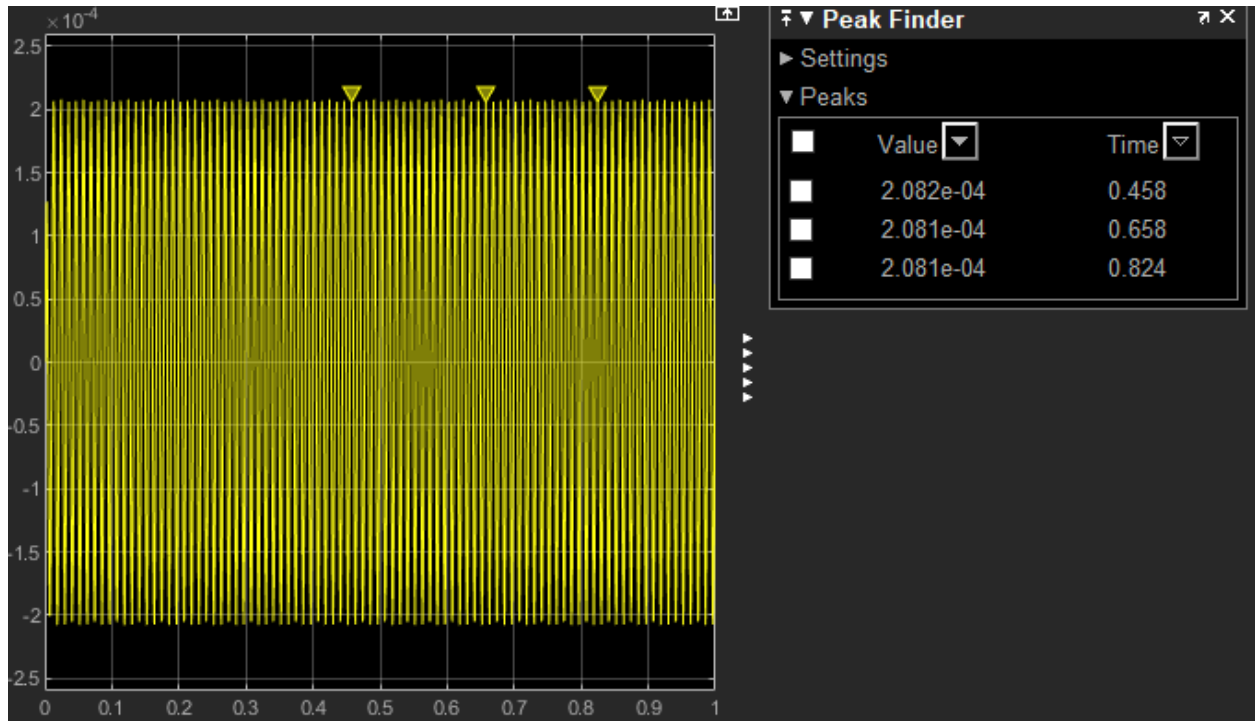 ×10⁻⁴
2.5
2
1.5
1
0.5
0
-0.5
-1
-1.5
-2
-2.5
0 0.1 0.2 0.3 0.4 0.5 0.6 0.7 0.8 0.9 1
Peak Finder
Settings
Peaks
Value Time
2.082e-04 0.458
2.081e-04 0.658
2.081e-04 0.824